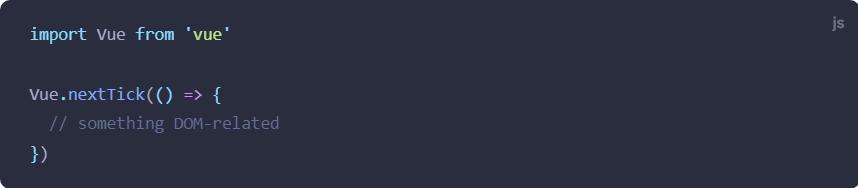 js
import Vue from 'vue'
Vue.nextTick(() => {
// something DOM-related
})